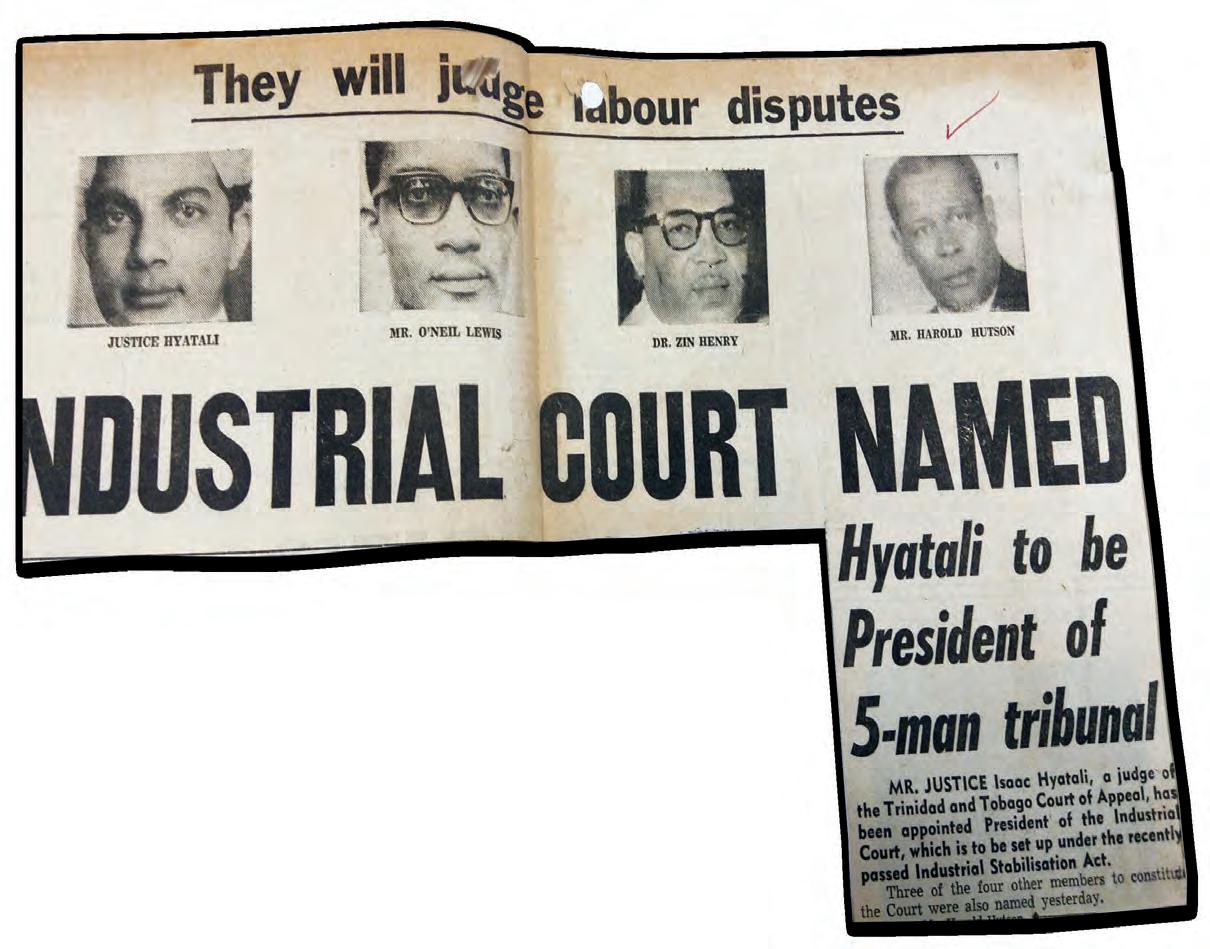 They will judge labour disputes
JUSTICE HYATALI
MR. O'NEIL LEWIS
DR. ZIN HENRY
MR. HAROLD HUTSON
NDUSTRIAL COURT NAMED
Hyatali to be
President of
5-man tribunal
MR. JUSTICE Isaac Hyatali, a judge of
the Trinidad and Tobago Court of Appeal, has
been appointed President of the Industrial
Court, which is to be set up under the recently
passed Industrial Stabilisation Act.
Three of the four other members to constitute
the Court were also named yesterday.